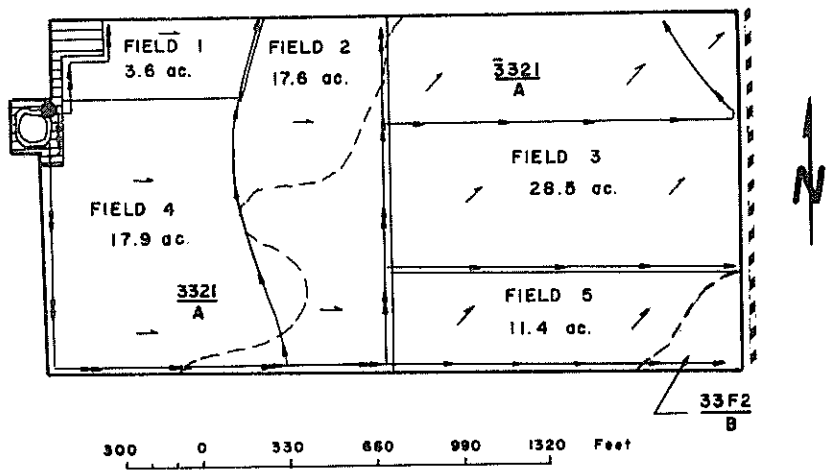 FIELD 1
3.6 ac.
FIELD 2
17.6 ac.
3321
A
FIELD 3
28.5 ac.
FIELD 4
17.9 ac.
3321
A
FIELD 5
11.4 ac.
33F2
B
N
300 0 330 660 990 1320 Feet